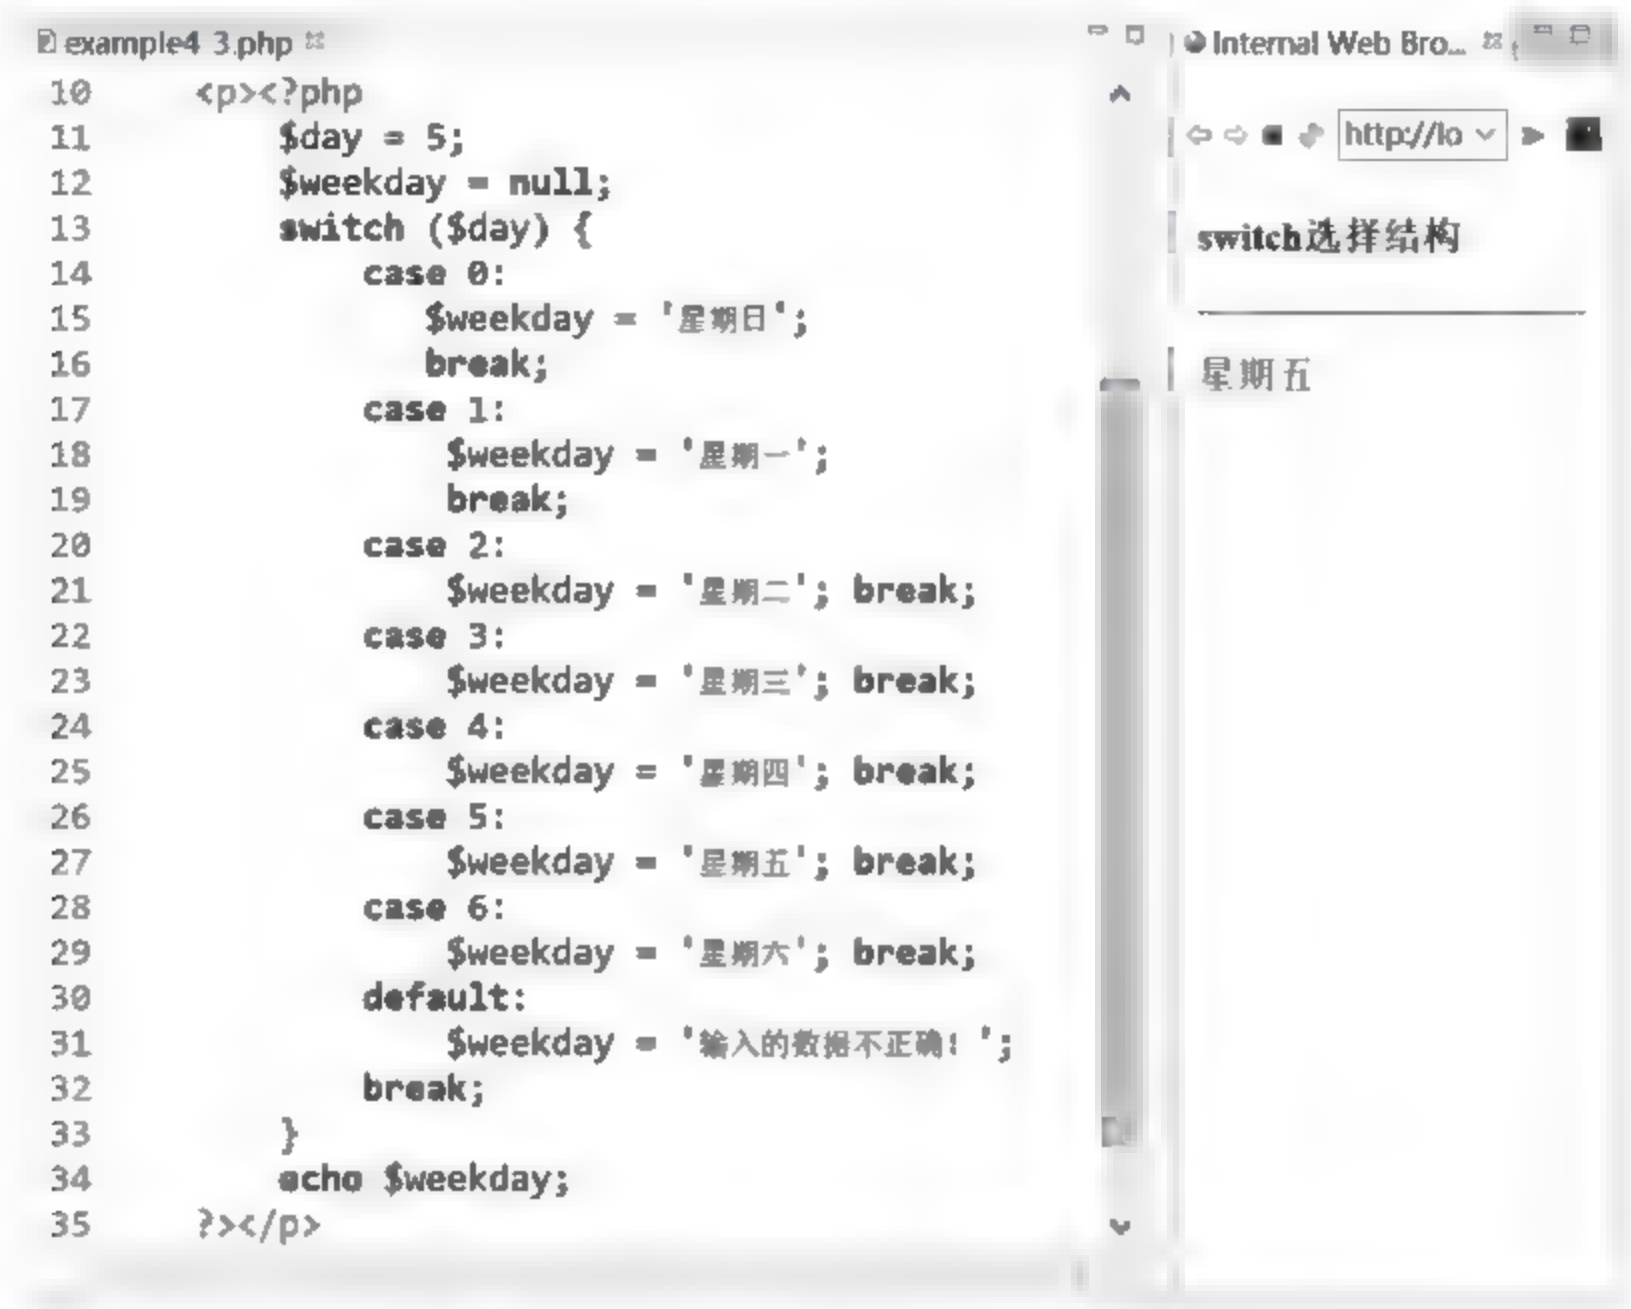 example4_3.php
10 <p><?php
11 $day = 5;
12 $weekday = null;
13 switch ($day) {
14 case 0:
15 $weekday = '星期日';
16 break;
17 case 1:
18 $weekday = '星期一';
19 break;
20 case 2:
21 $weekday = '星期二'; break;
22 case 3:
23 $weekday = '星期三'; break;
24 case 4:
25 $weekday = '星期四'; break;
26 case 5:
27 $weekday = '星期五'; break;
28 case 6:
29 $weekday = '星期六'; break;
30 default:
31 $weekday = '输入的数据不正确！';
32 break;
33 }
34 echo $weekday;
35 ?></p>
Internal Web Bro...
http://lo
switch选择结构
星期五